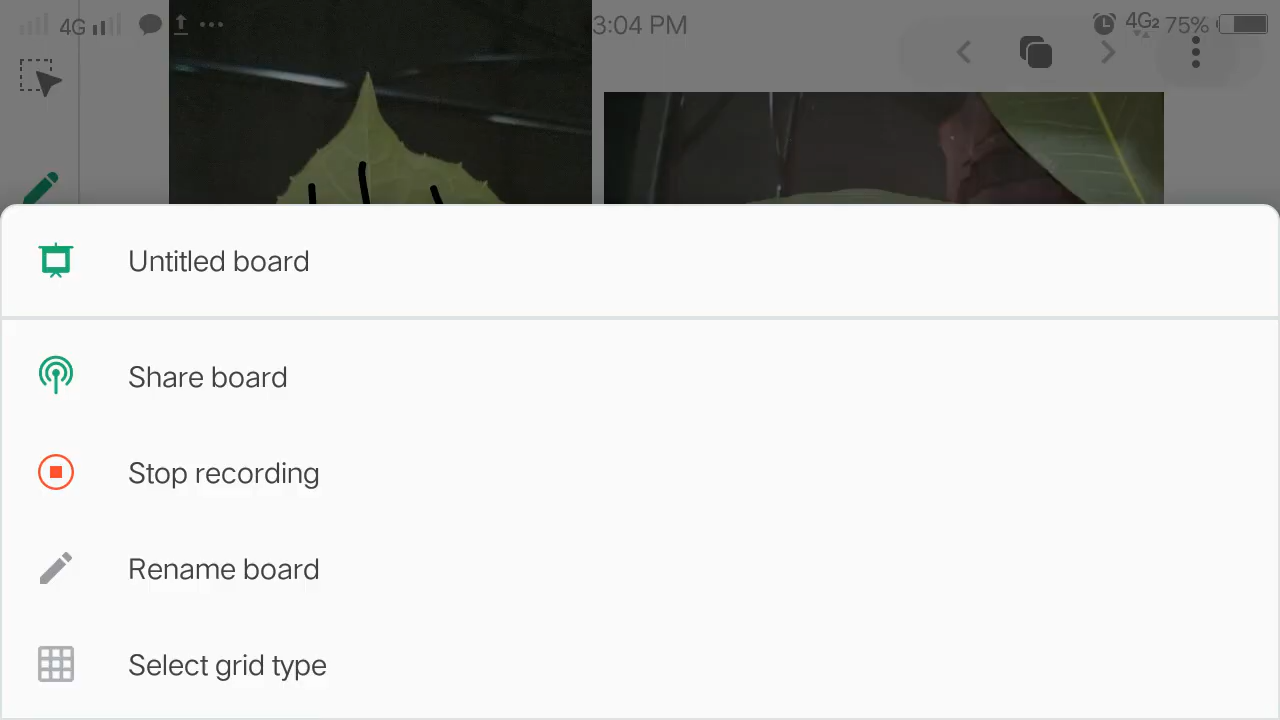 4G 3:04 PM 4G2 75%
Untitled board
Share board
Stop recording
Rename board
Select grid type